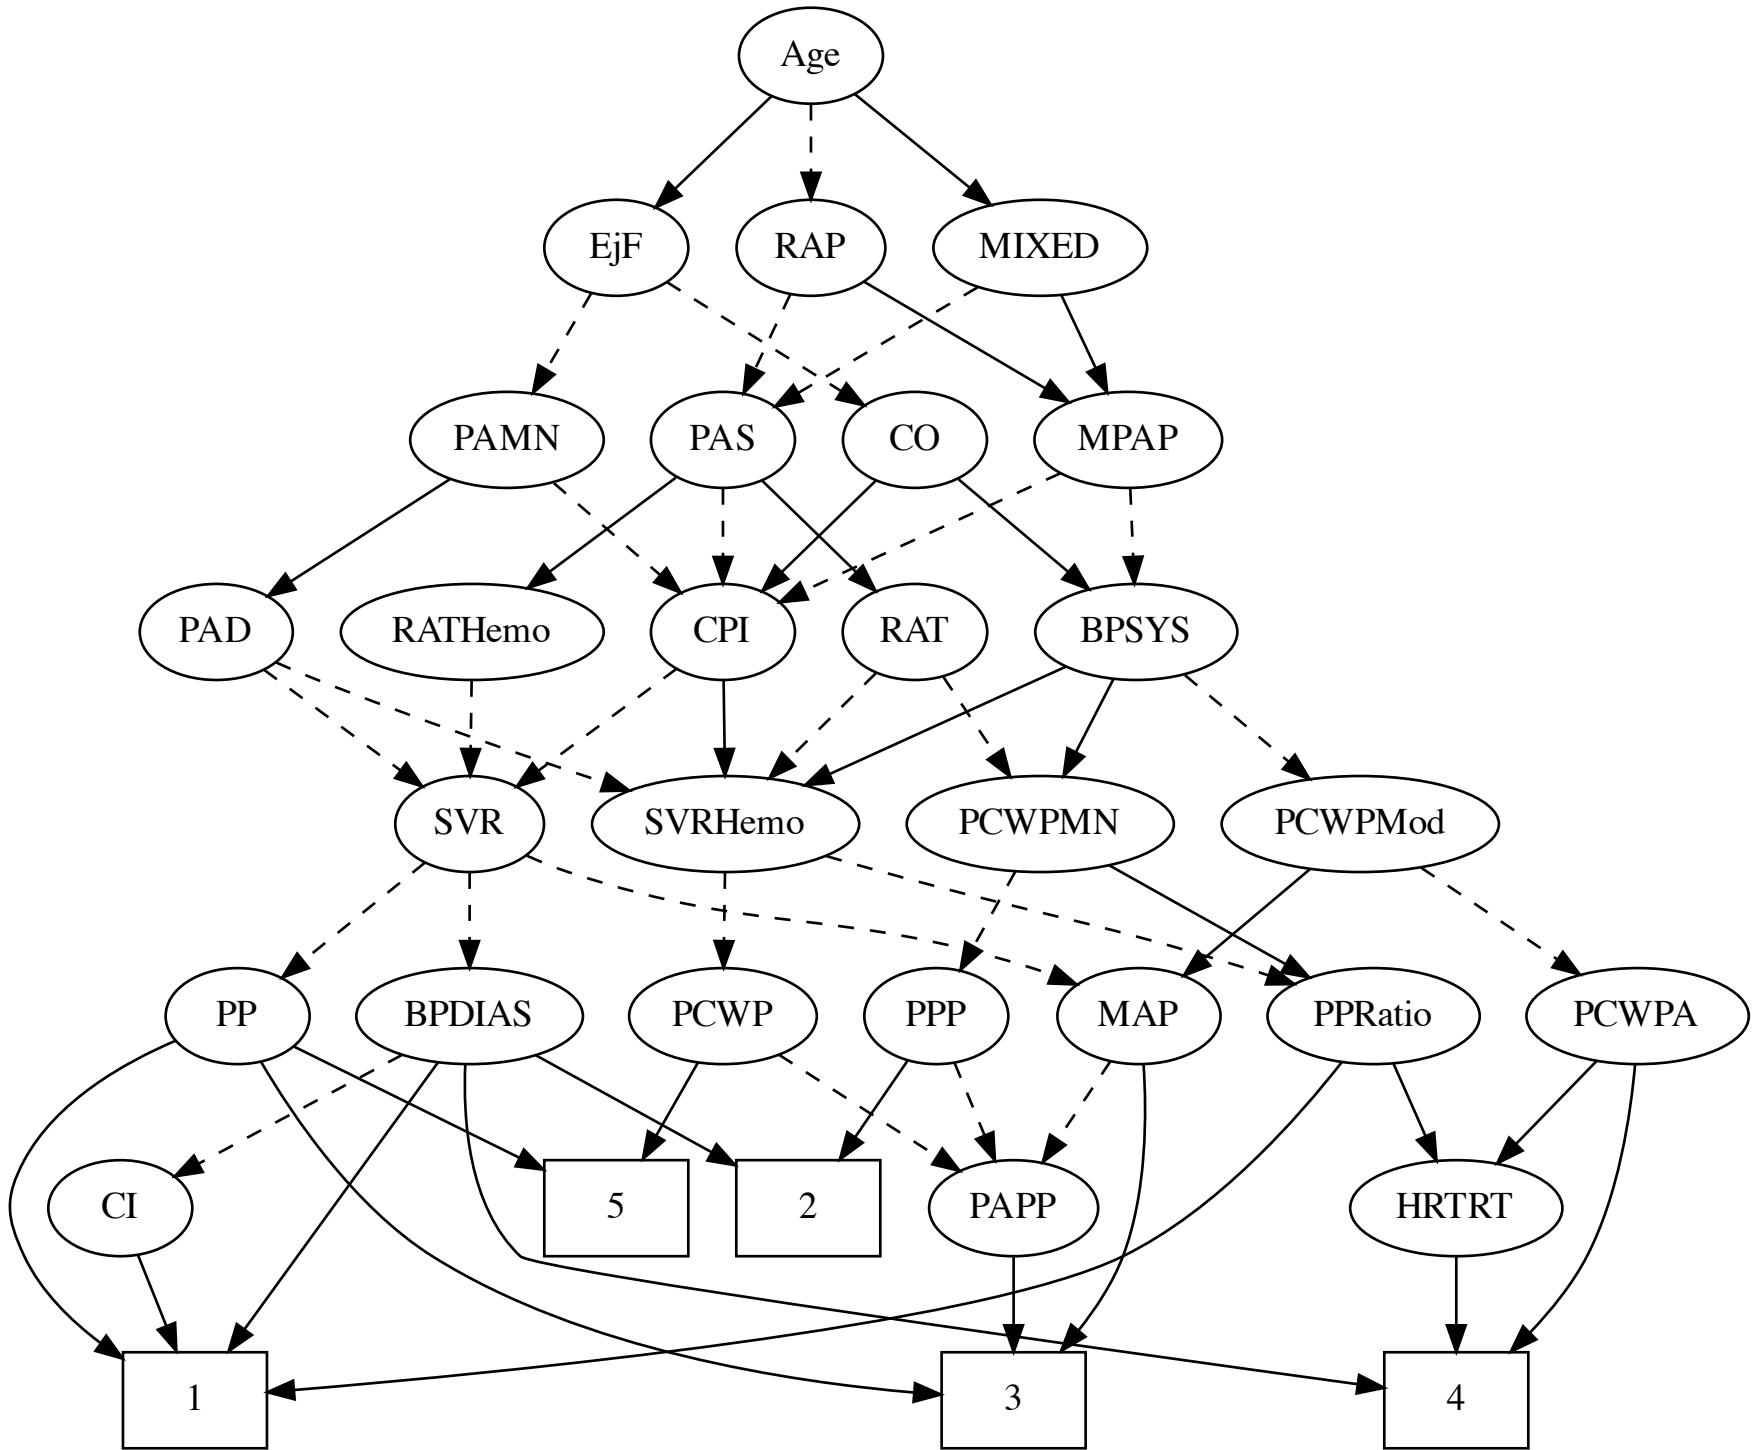 Age
EjF
RAP
MIXED
PAMN
PAS
CO
MPAP
PAD
RATHemo
CPI
RAT
BPSYS
SVR
SVRHemo
PCWPMN
PCWPMod
PP
BPDIAS
PCWP
PPP
MAP
PPRatio
PCWPA
CI
5
2
PAPP
HRTRT
1
3
4